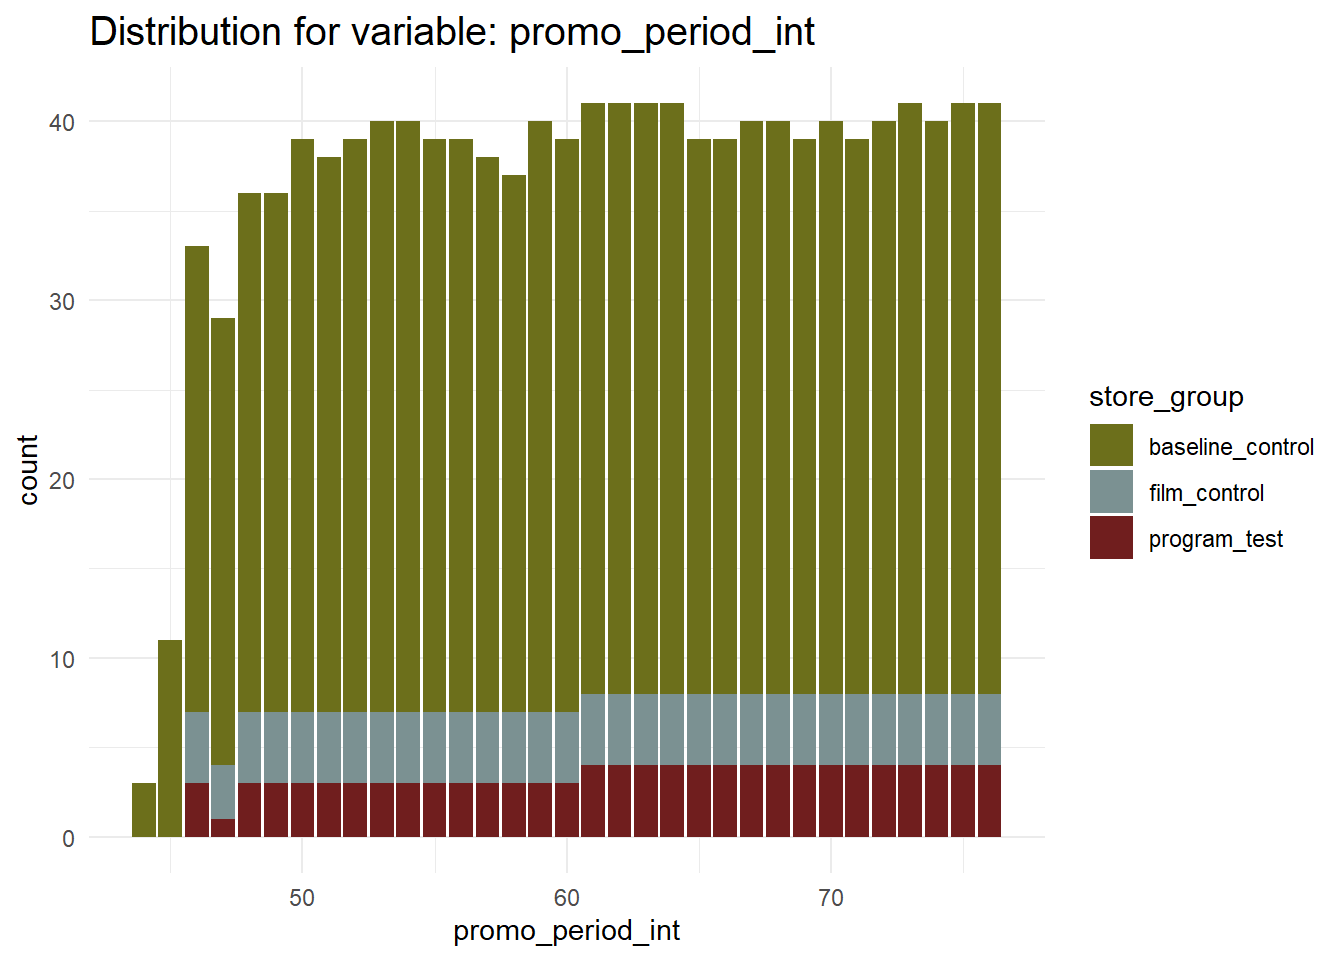 Distribution for variable: promo_period_int
40
30
20
10
0
count
50 60 70
promo_period_int
store_group
baseline_control
film_control
program_test